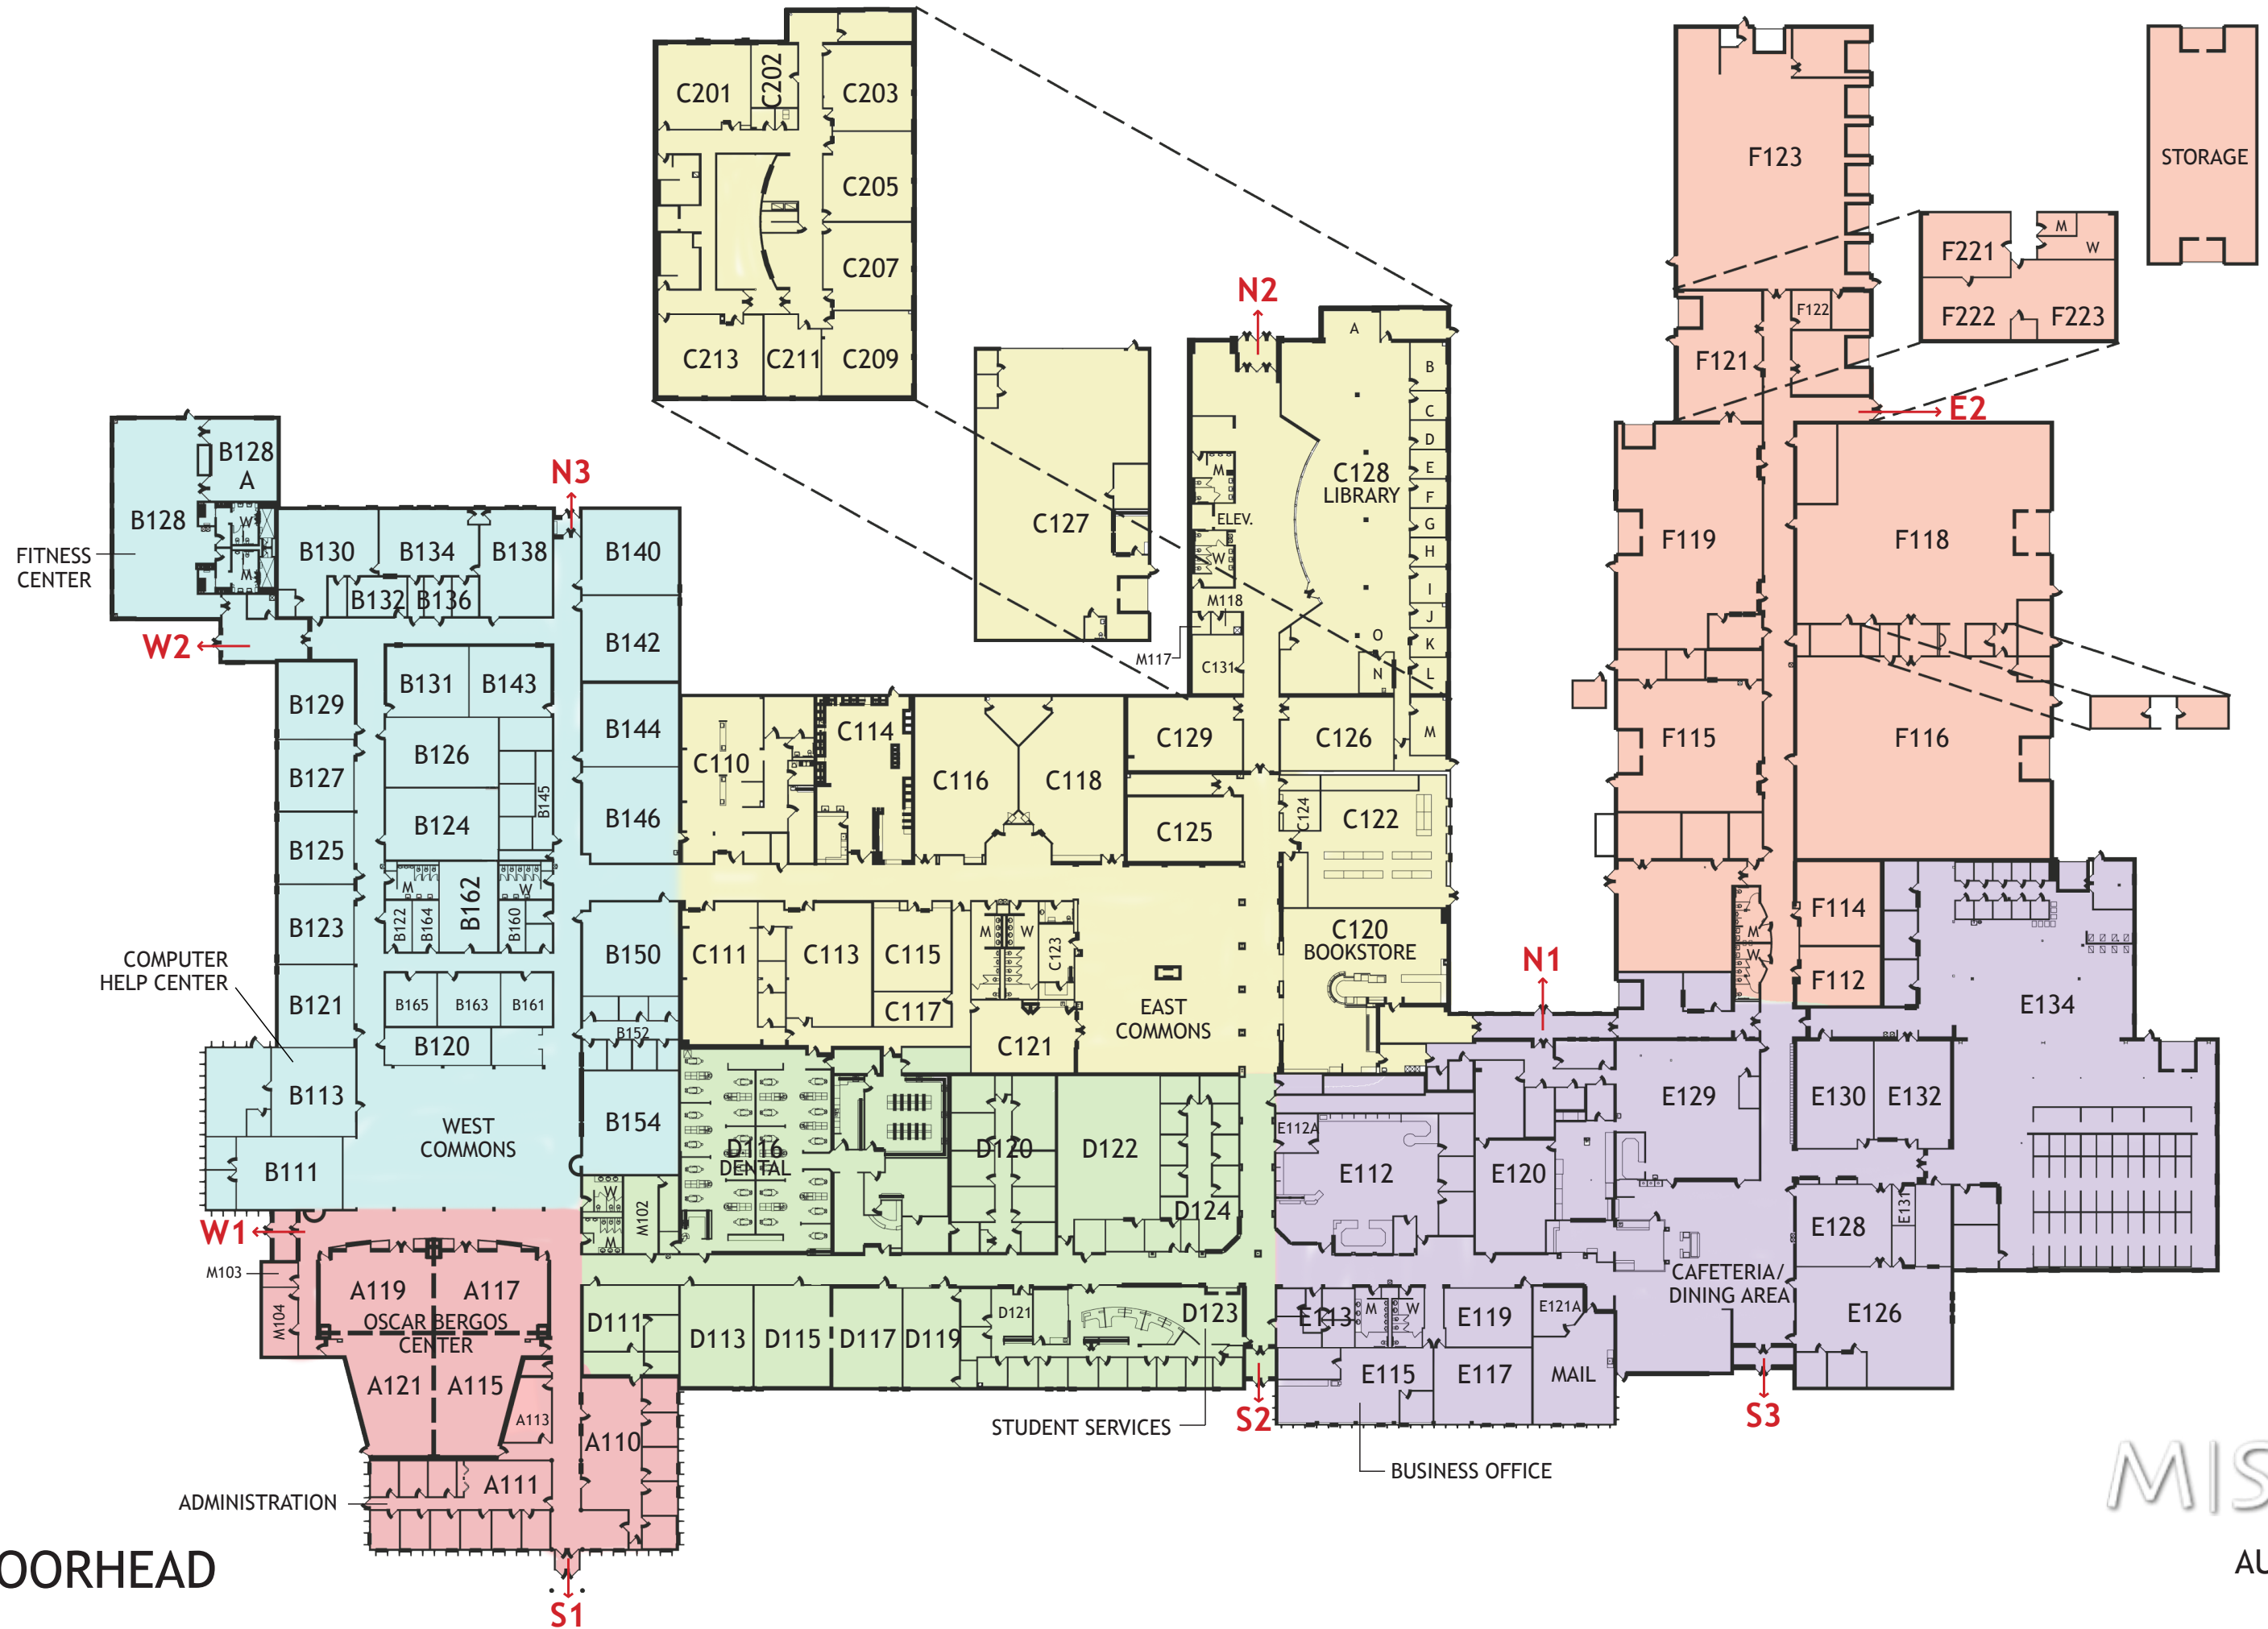 C201
C202
C203
C205
C207
C209
C211
C213
F123
STORAGE
F221
M
W
F222
F223
F122
F121
E2
N2
A
B
C
D
E
F
G
H
I
J
K
L
M
N
O
C128
LIBRARY
M
ELEV.
W
M118
M117
C131
C127
N3
B128
A
B128
W
M
FITNESS
CENTER
B130
B134
B138
B140
B132
B136
W2
B142
F119
F118
B129
B131
B143
B144
B126
B127
B145
B124
B146
B125
C110
C114
C116
C118
C129
C126
C125
C124
C122
F115
F116
M
B162
W
B122
B164
B160
B123
B150
C111
C113
C115
M
W
C123
C117
C121
EAST
COMMONS
C120
BOOKSTORE
N1
F114
M
W
F112
E134
COMPUTER
HELP CENTER
B121
B165
B163
B161
B152
B120
B113
WEST
COMMONS
B154
B111
D116
DENTAL
D120
D122
D124
E112A
E112
E120
E129
E130
E132
E128
E131
W
M
M102
W1
M103
M104
A119
A117
OSCAR BERGOS
CENTER
A121
A115
A113
A110
A111
ADMINISTRATION
D111
D113
D115
D117
D119
D121
D123
E113
M
W
E119
E121A
CAFETERIA/
DINING AREA
E126
E115
E117
MAIL
STUDENT SERVICES
S2
S3
BUSINESS OFFICE
MIS
OORHEAD
AU
S1